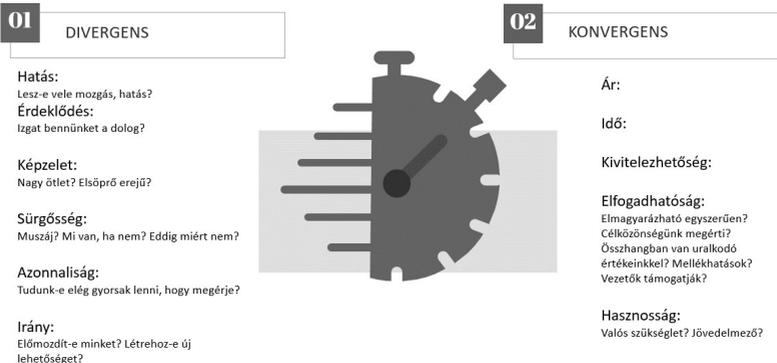 01
DIVERGENS
Hatás:
Lesz-e vele mozgás, hatás?
Érdeklődés:
Izgat bennünket a dolog?
Képzelet:
Nagy ötlet? Elsöprő erejű?
Sürgősség:
Muszáj? Mi van, ha nem? Eddig miért nem?
Azonnaliság:
Tudunk-e elég gyorsak lenni, hogy megérje?
Irány:
Előmozdít-e minket? Létrehoz-e új
lehetőséget?
02
KONVERGENS
Ár:
Idő:
Kivitelezhetőség:
Elfogadhatóság:
Elmagyarázható egyszerűen?
Célközönségünk megérti?
Összhangban van uralkodó
értékeinkkel? Mellékhatások?
Vezetők támogatják?
Hasznosság:
Valós szükséglet? Jövedelmező?